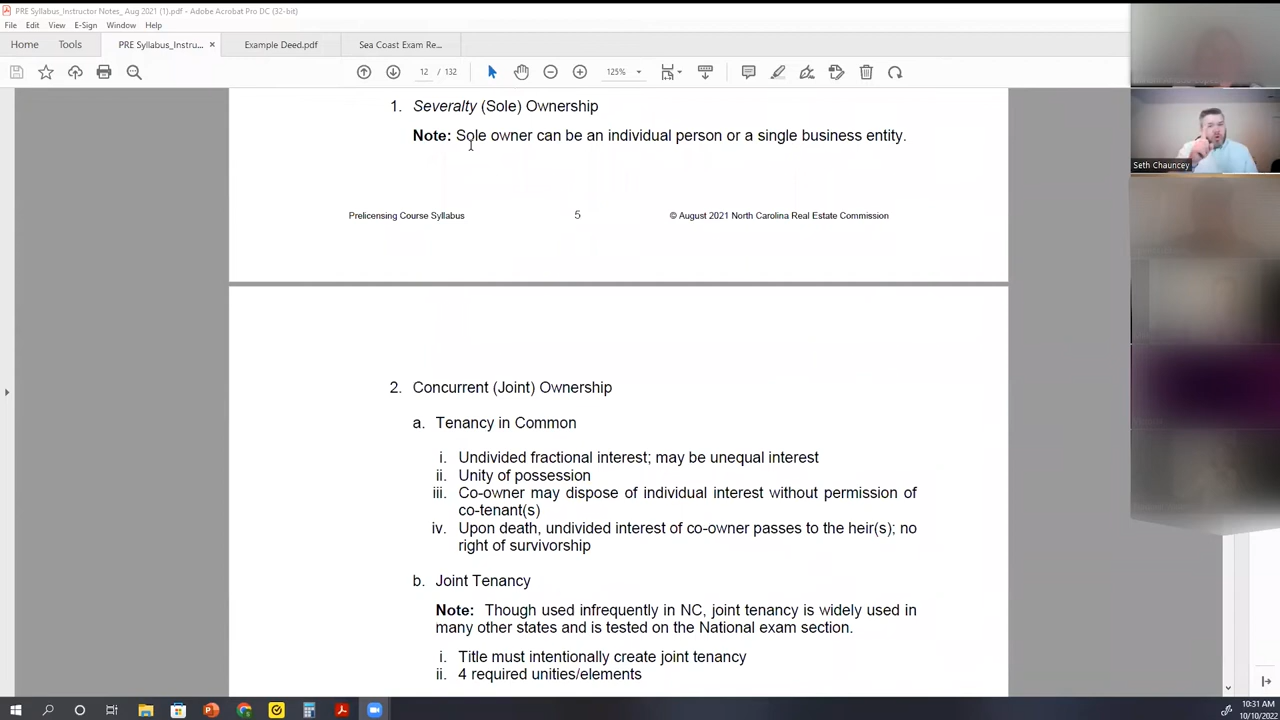 PRE Syllabus_Instructor Notes_ Aug 2021 (1).pdf - Adobe Acrobat Pro DC (32-bit)
File Edit View E-Sign Window Help
Home Tools PRE Syllabus_Instru... × Example Deed.pdf Sea Coast Exam Re...
12 / 132 125%
1. Severalty (Sole) Ownership
Note: Sole owner can be an individual person or a single business entity.
Seth Chauncey
Prelicensing Course Syllabus 5 © August 2021 North Carolina Real Estate Commission
2. Concurrent (Joint) Ownership
a. Tenancy in Common
i. Undivided fractional interest; may be unequal interest
ii. Unity of possession
iii. Co-owner may dispose of individual interest without permission of
co-tenant(s)
iv. Upon death, undivided interest of co-owner passes to the heir(s); no
right of survivorship
b. Joint Tenancy
Note: Though used infrequently in NC, joint tenancy is widely used in
many other states and is tested on the National exam section.
i. Title must intentionally create joint tenancy
ii. 4 required unities/elements
10:31 AM
10/10/2022